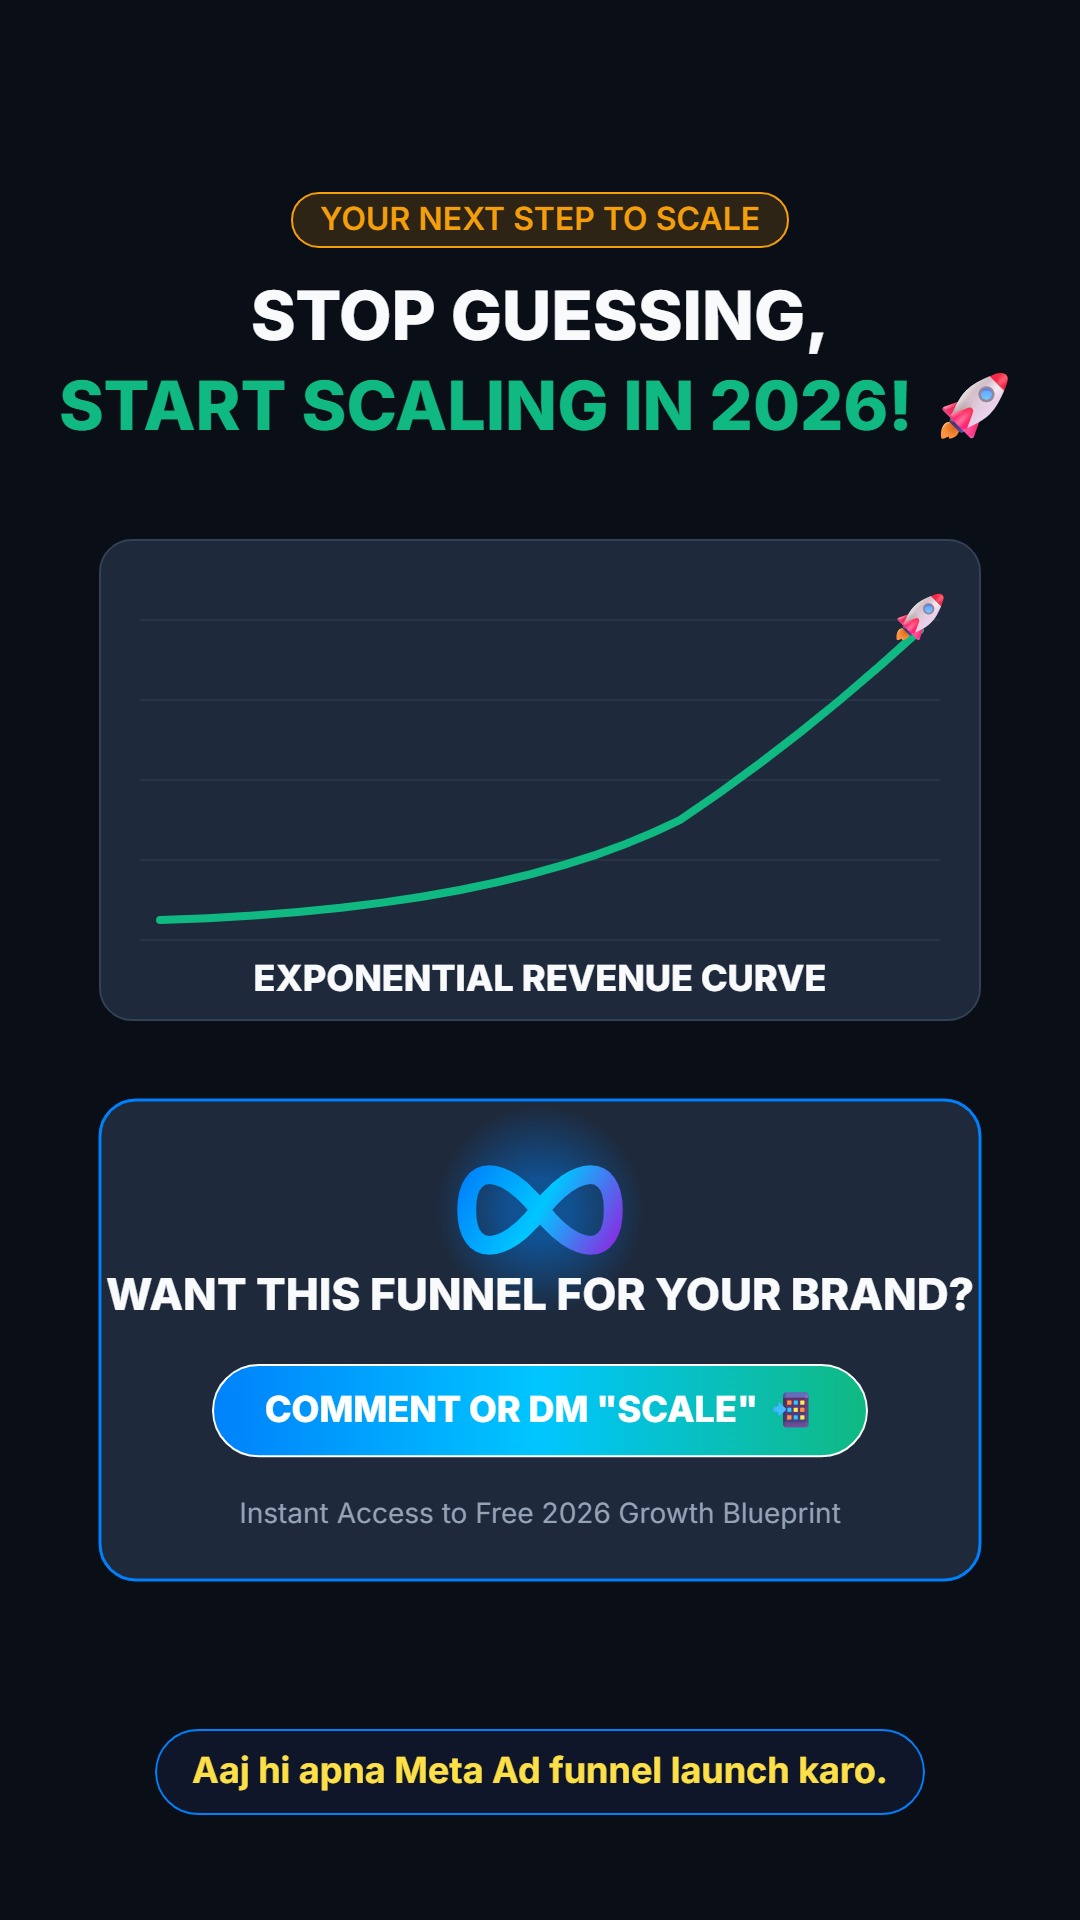 YOUR NEXT STEP TO SCALE
STOP GUESSING,
START SCALING IN 2026! 🚀
EXPONENTIAL REVENUE CURVE
WANT THIS FUNNEL FOR YOUR BRAND?
COMMENT OR DM "SCALE" 📲
Instant Access to Free 2026 Growth Blueprint
Aaj hi apna Meta Ad funnel launch karo.